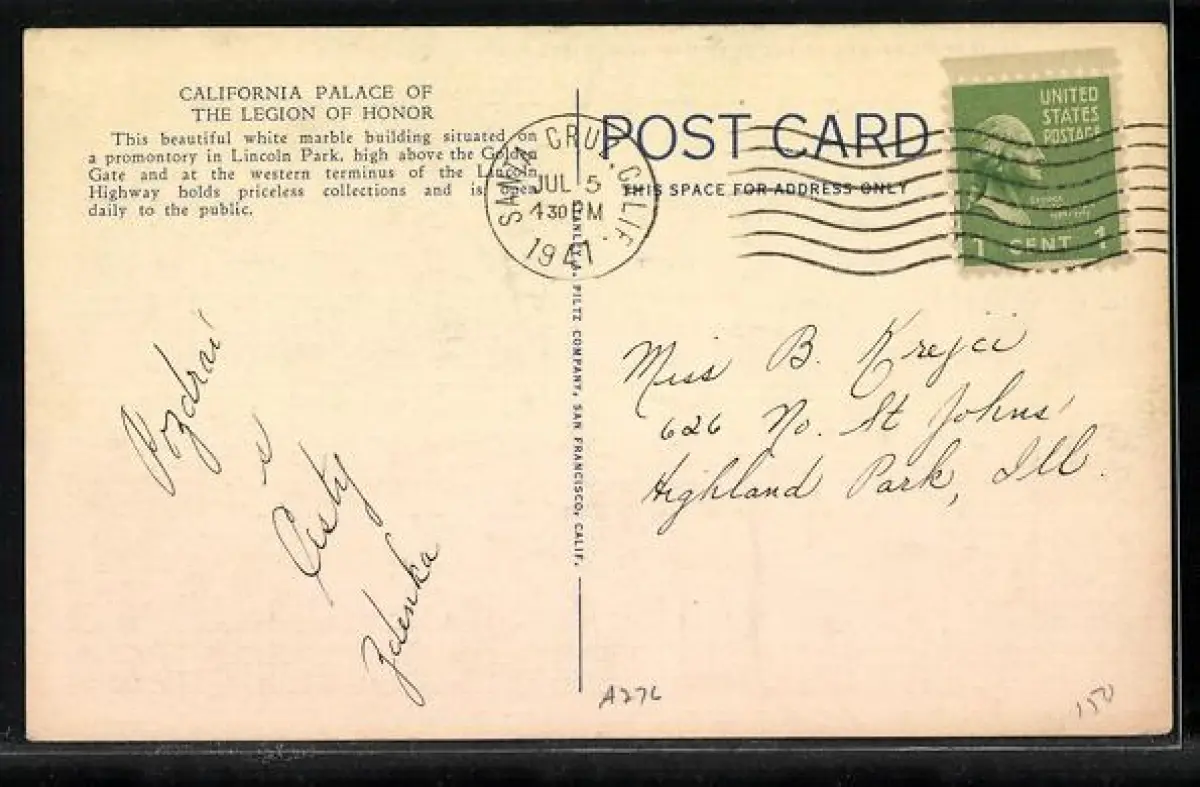 CALIFORNIA PALACE OF
THE LEGION OF HONOR
This beautiful white marble building situated on
a promontory in Lincoln Park, high above the Golden
Gate and at the western terminus of the Lincoln
Highway holds priceless collections and is open
daily to the public.
Pozdraí
s
Cisty
Zdenka
STANLEY A. PILTZ COMPANY, SAN FRANCISCO, CALIF.
POST CARD
THIS SPACE FOR ADDRESS ONLY
SANTA CRUZ, CALIF.
JUL 5
430 PM
1941
UNITED
STATES
POSTAGE
1 CENT 1
Miss B. Krejci
626 No. St Johns
Highland Park, Ill.
A276
150